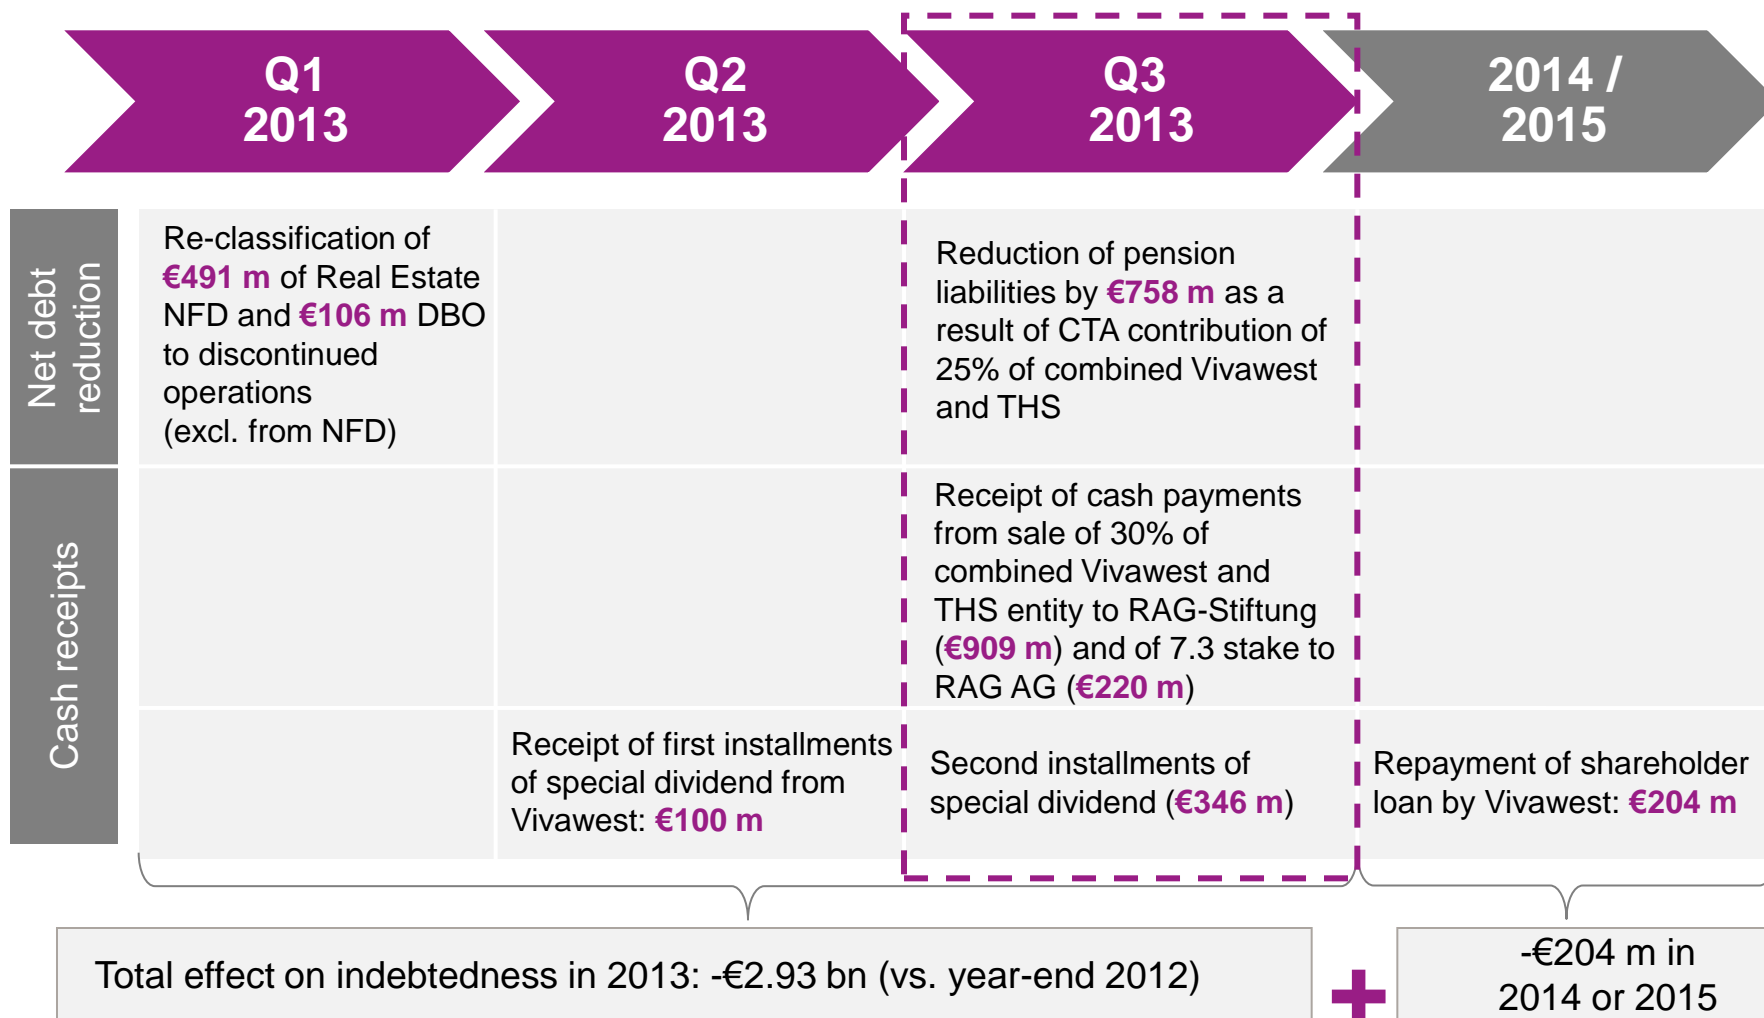 Q1
2013
Q2
2013
Q3
2013
2014 /
2015
Net debt
reduction
Re-classification of
€491 m of Real Estate
NFD and €106 m DBO
to discontinued
operations
(excl. from NFD)
Reduction of pension
liabilities by €758 m as a
result of CTA contribution of
25% of combined Vivawest
and THS
Cash receipts
Receipt of cash payments
from sale of 30% of
combined Vivawest and
THS entity to RAG-Stiftung
(€909 m) and of 7.3 stake to
RAG AG (€220 m)
Receipt of first installments
of special dividend from
Vivawest: €100 m
Second installments of
special dividend (€346 m)
Repayment of shareholder
loan by Vivawest: €204 m
Total effect on indebtedness in 2013: -€2.93 bn (vs. year-end 2012)
+
-€204 m in
2014 or 2015